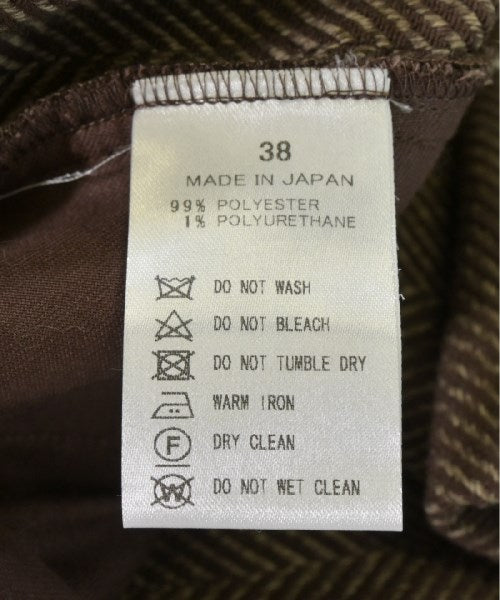 38
MADE IN JAPAN
99% POLYESTER
1% POLYURETHANE
DO NOT WASH
DO NOT BLEACH
DO NOT TUMBLE DRY
WARM IRON
F DRY CLEAN
W DO NOT WET CLEAN